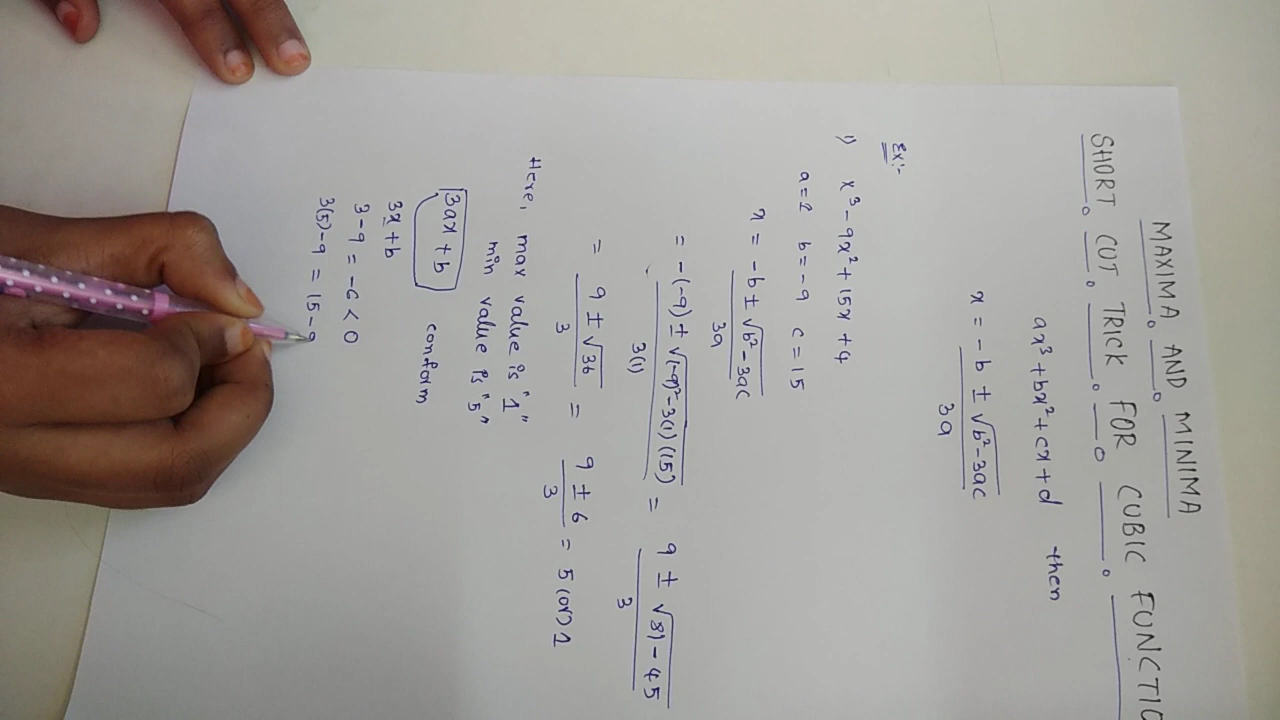 MAXIMA AND MINIMA
SHORT CUT TRICK FOR CUBIC FUNCTIO
ax³ + bx² + cx + d then
x = -b ± √b²-3ac / 3a
Ex:-
1) x³ - 9x² + 15x + 4
a=1 b=-9 c=15
x = -b ± √b²-3ac / 3a
= -(-9) ± √(-9)²-3(1)(15) / 3(1) = 9 ± √81-45 / 3
= 9 ± √36 / 3 = 9 ± 6 / 3 = 5 (or) 1
Here, max value is "1"
min value is "5"
3ax + b conform
3x + b
3-9 = -6 < 0
3(5)-9 = 15-9